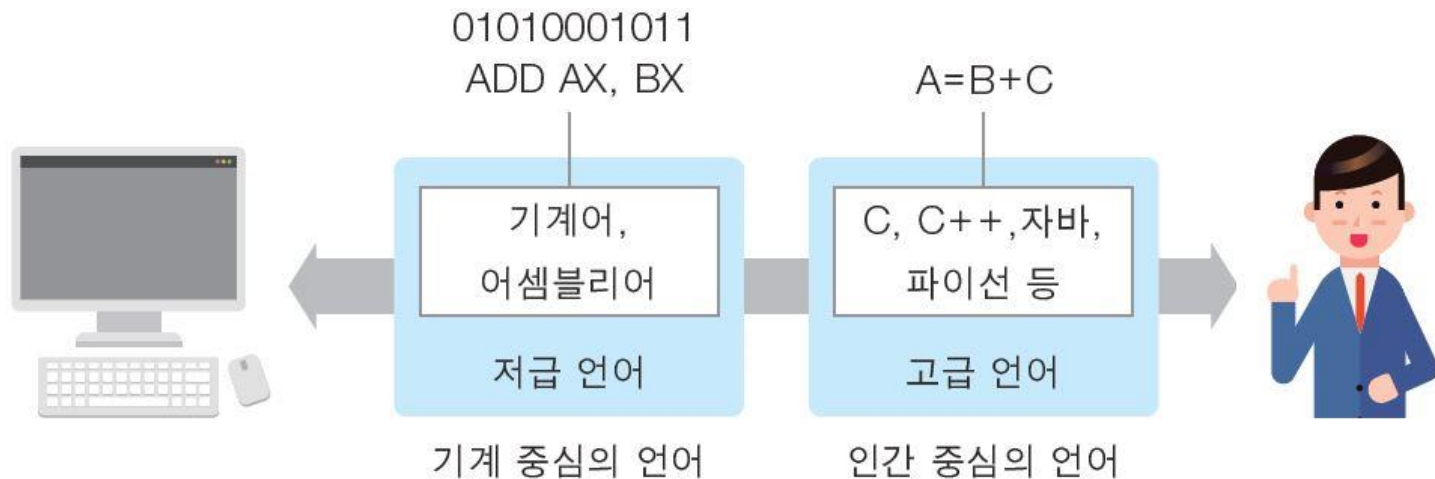 01010001011
ADD AX, BX
A=B+C
기계어,
어셈블리어
C, C++,자바,
파이선 등
저급 언어
고급 언어
기계 중심의 언어
인간 중심의 언어